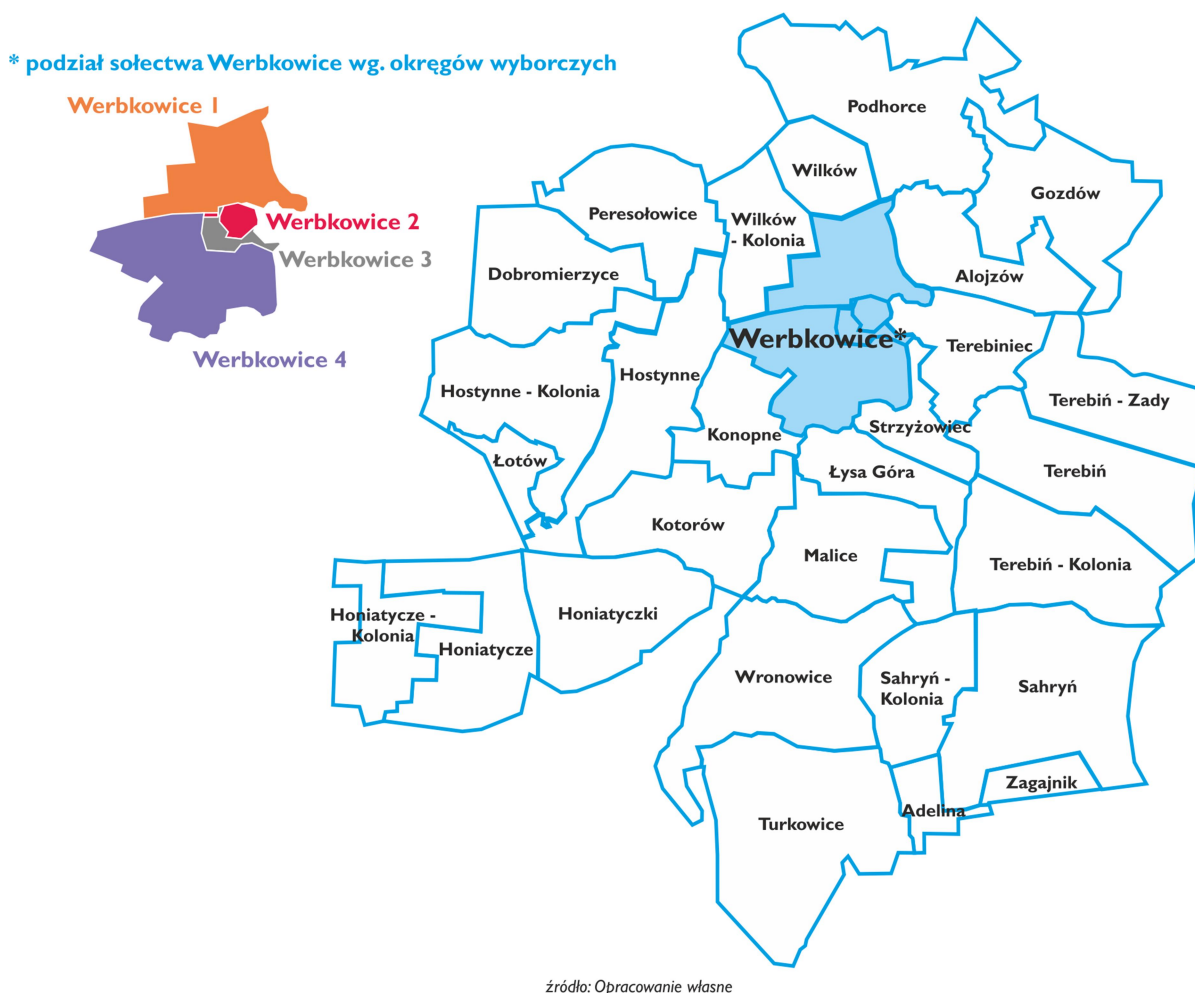 * podział sołectwa Werbkowice wg. okręgów wyborczych
Werbkowice 1
Werbkowice 2
Werbkowice 3
Werbkowice 4
Podhorce
Wilków
Gozdów
Peresołowice
Wilków
- Kolonia
Dobromierzyce
Alojzów
Werbkowice*
Terebiniec
Hostynne
Hostynne - Kolonia
Terebiń - Zady
Strzyżowiec
Konopne
Łotów
Łysa Góra
Terebiń
Kotorów
Malice
Terebiń - Kolonia
Honiatycze -
Kolonia
Honiatyczki
Honiatycze
Wronowice
Sahryń -
Kolonia
Sahryń
Zagajnik
Adelina
Turkowice
źródło: Opracowanie własne